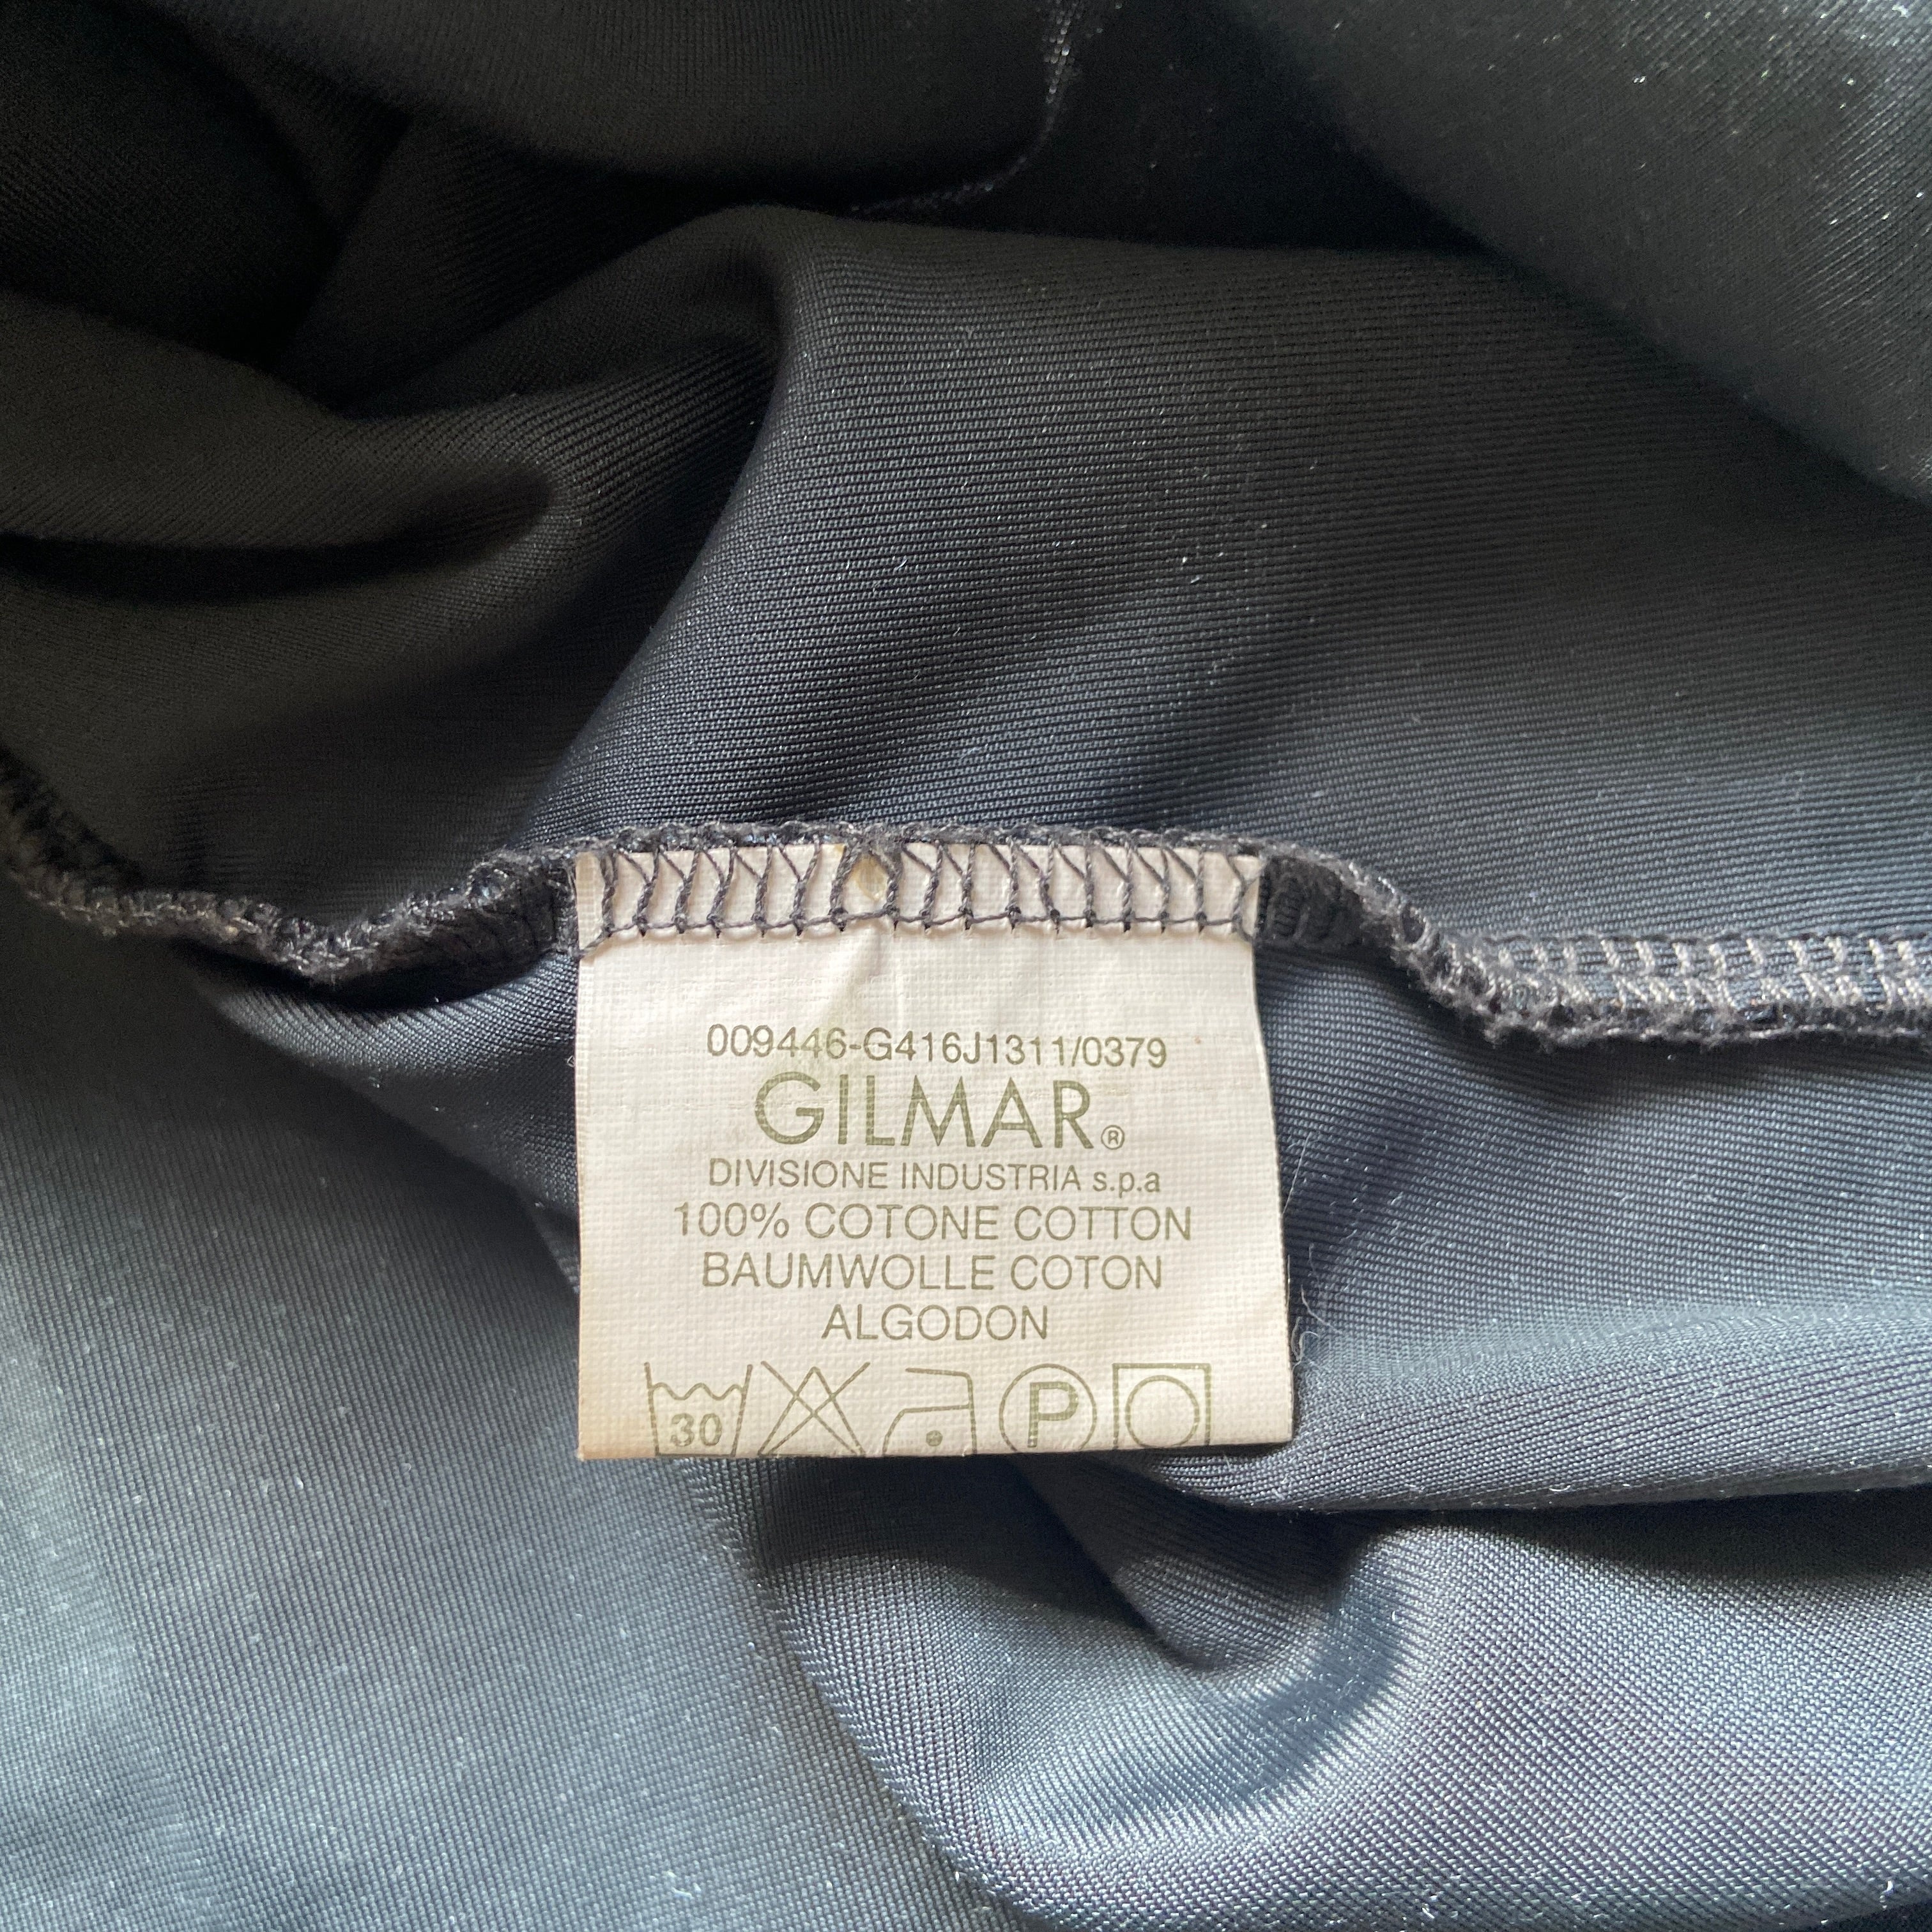 009446-G416J1311/0379
GILMAR®
DIVISIONE INDUSTRIA s.p.a
100% COTONE COTTON
BAUMWOLLE COTON
ALGODON
30 P